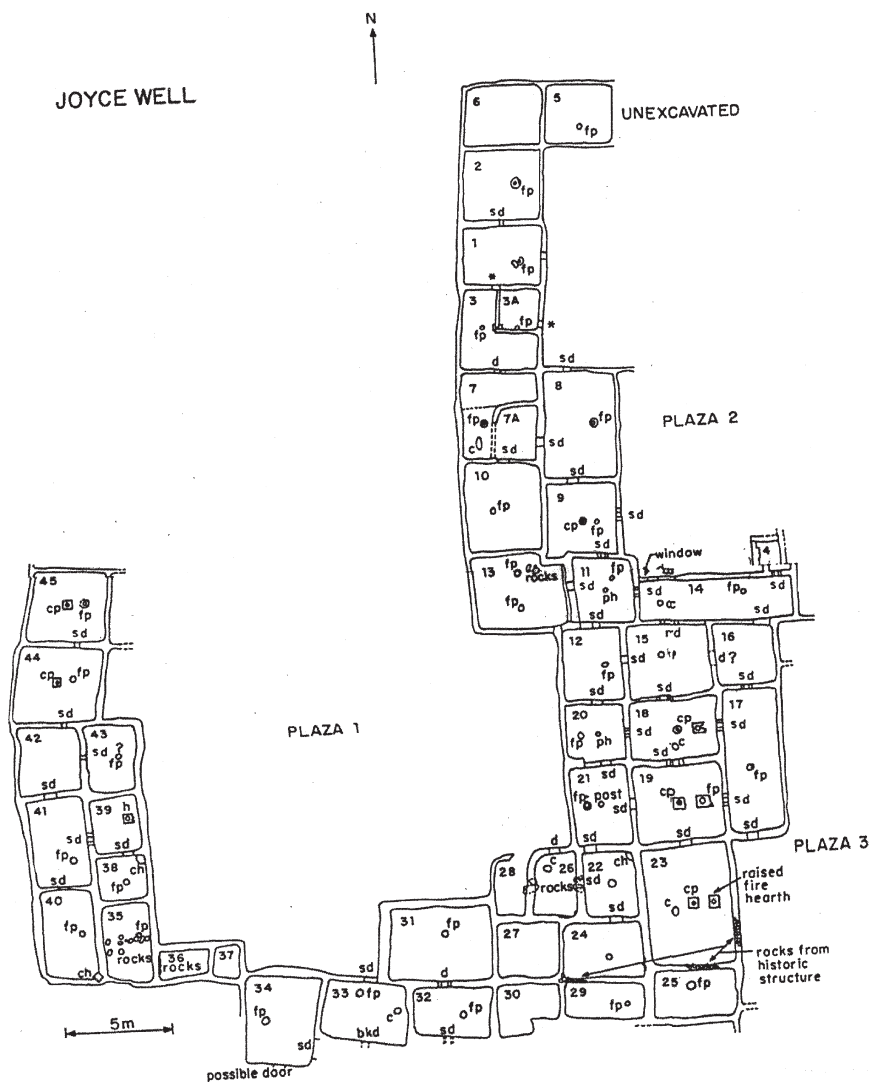 N
JOYCE WELL
6
5
fp
UNEXCAVATED
2
fp
sd
1
fp
*
3
3A
fp
fp
*
d
sd
7
8
fp
7A
fp
c
sd
sd
PLAZA 2
sd
10
9
fp
cp
fp
sd
sd
window
14
13
fp
rocks
fp
11
fp
sd
ph
sd
sd
14
fp
c
sd
12
fp
sd
sd
15
fp
16
d?
sd
45
cp
fp
sd
44
cp
fp
sd
42
43
sd
?
fp
sd
PLAZA 1
20
fp
ph
sd
18
cp
sd
c
sd
17
fp
41
sd
fp
sd
39
h
sd
38
fp
ch
21
fp
post
sd
sd
19
cp
fp
sd
sd
PLAZA 3
40
fp
ch
35
fp
rocks
36
rocks
37
28
d
c
26
rocks
22
sd
ch
sd
23
c
cp
raised
fire
hearth
31
fp
d
27
24
rocks from
historic
structure
34
fp
sd
sd
33
fp
c
bkd
32
fp
sd
30
29
fp
25
fp
5m
possible door